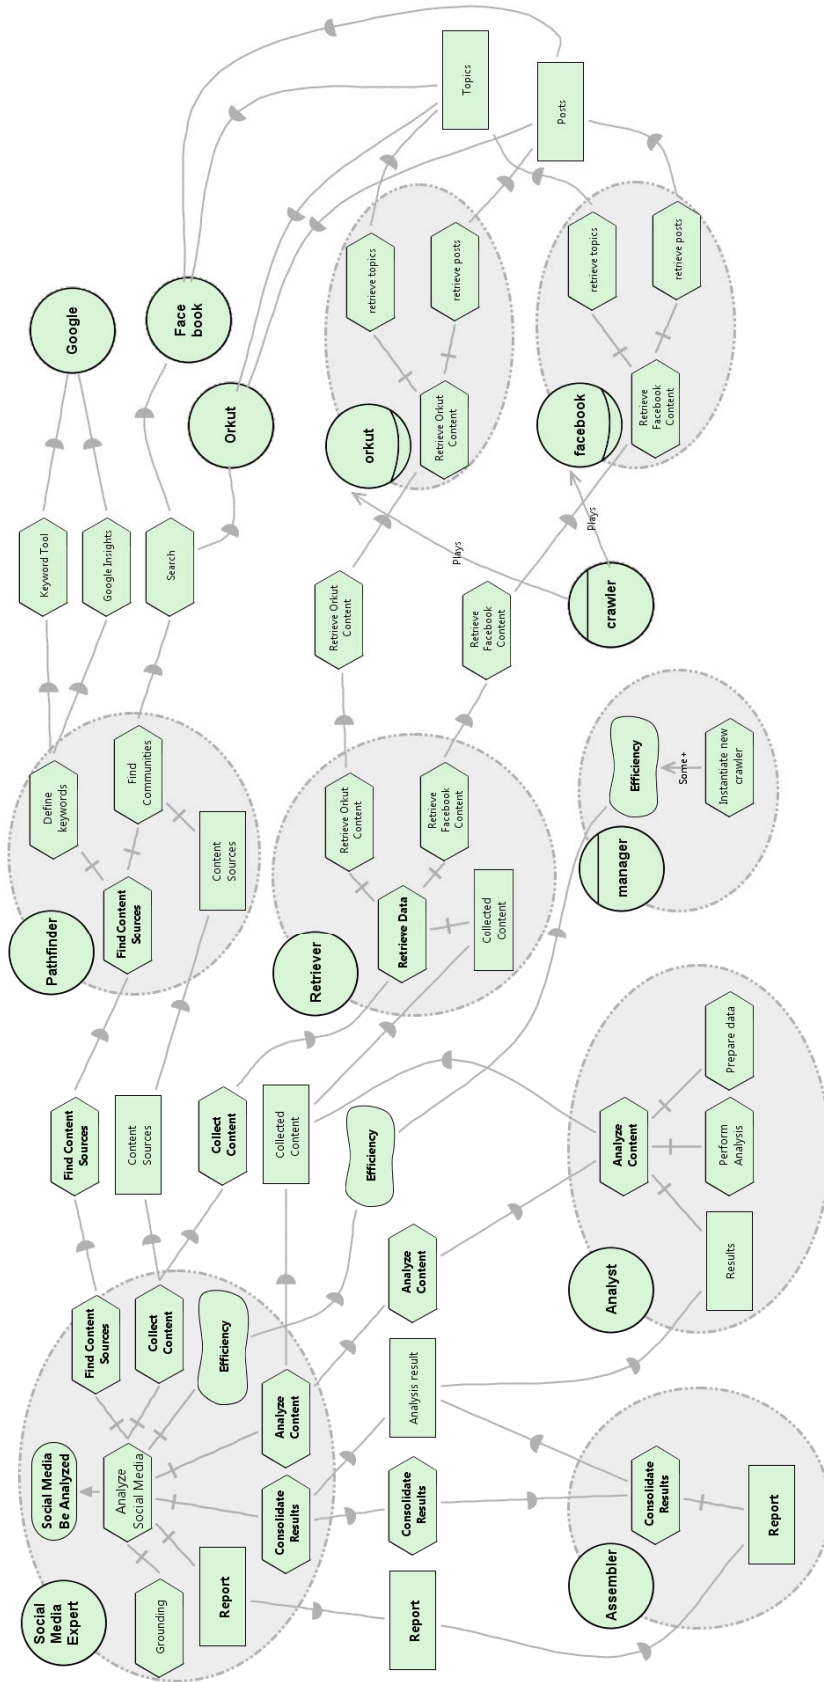 Social
Media
Expert
Social Media
Be Analyzed
Analyze
Social Media
Grounding
Report
Consolidate
Results
Analyze
Content
Efficiency
Collect
Content
Find Content
Sources
Find Content
Sources
Content
Sources
Collect
Content
Collected
Content
Efficiency
Analyze
Content
Analysis result
Consolidate
Results
Report
Pathfinder
Find Content
Sources
Define
keywords
Find
Communities
Content
Sources
Keyword Tool
Google Insights
Search
Google
Face
book
Orkut
Retriever
Retrieve Data
Retrieve Orkut
Content
Retrieve
Facebook
Content
Collected
Content
Retrieve Orkut
Content
Retrieve
Facebook
Content
orkut
Retrieve Orkut
Content
retrieve topics
retrieve posts
facebook
Retrieve
Facebook
Content
retrieve topics
retrieve posts
Topics
Posts
crawler
Plays
Plays
manager
Efficiency
Some+
Instantiate new
crawler
Analyst
Analyze
Content
Results
Perform
Analysis
Prepare data
Assembler
Consolidate
Results
Report